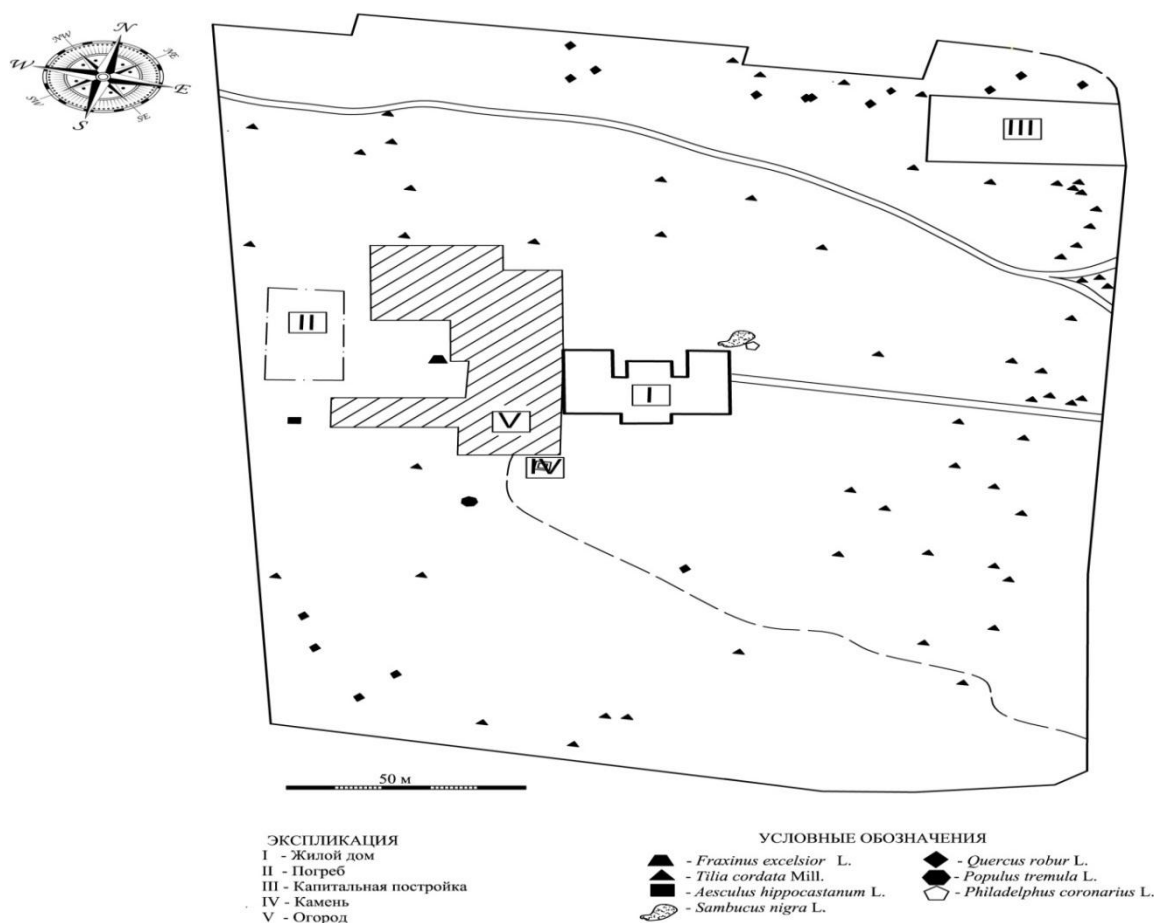 N
NW
NE
W
E
SW
SE
S
III
II
I
V
IV
50 м
ЭКСПЛИКАЦИЯ
I - Жилой дом
II - Погреб
III - Капитальная постройка
IV - Камень
V - Огород
УСЛОВНЫЕ ОБОЗНАЧЕНИЯ
- Fraxinus excelsior L.
- Tilia cordata Mill.
- Aesculus hippocastanum L.
- Sambucus nigra L.
- Quercus robur L.
- Populus tremula L.
- Philadelphus coronarius L.